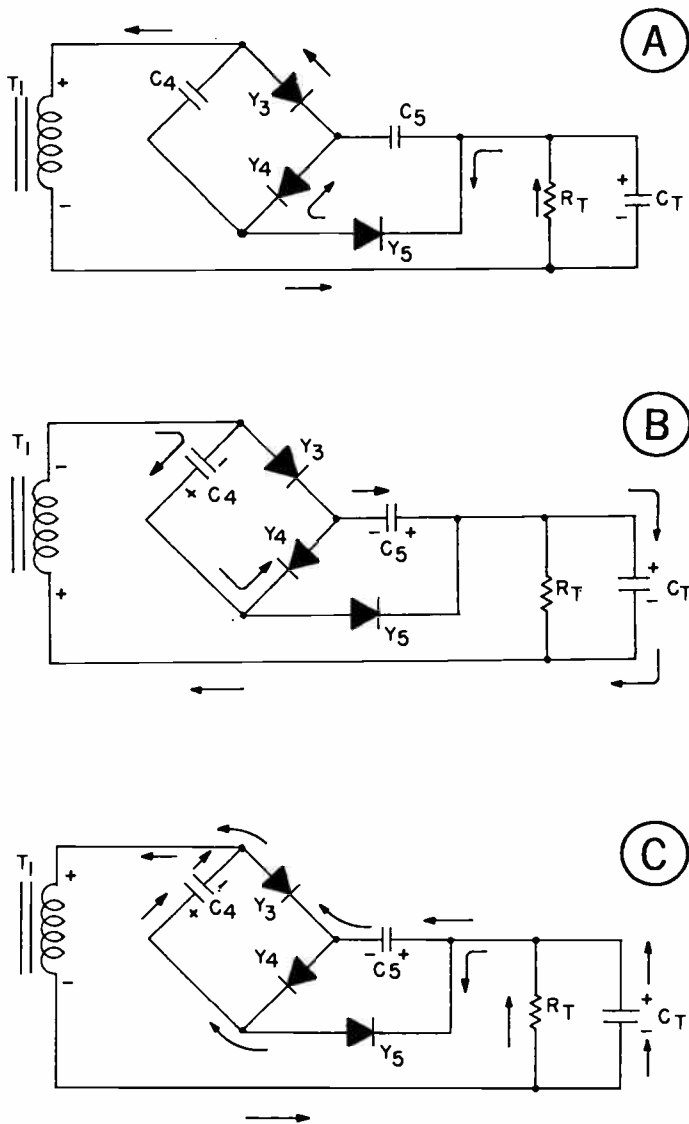 A
T1
+
C4
Y3
C5
Y4
Y5
RT
+
CT
-
-
B
T1
-
Y3
-
C4
+
Y4
-
C5
+
+
RT
+
CT
-
Y5
C
T1
+
-
C4
+
Y3
Y4
-
C5
+
RT
+
CT
-
-
Y5